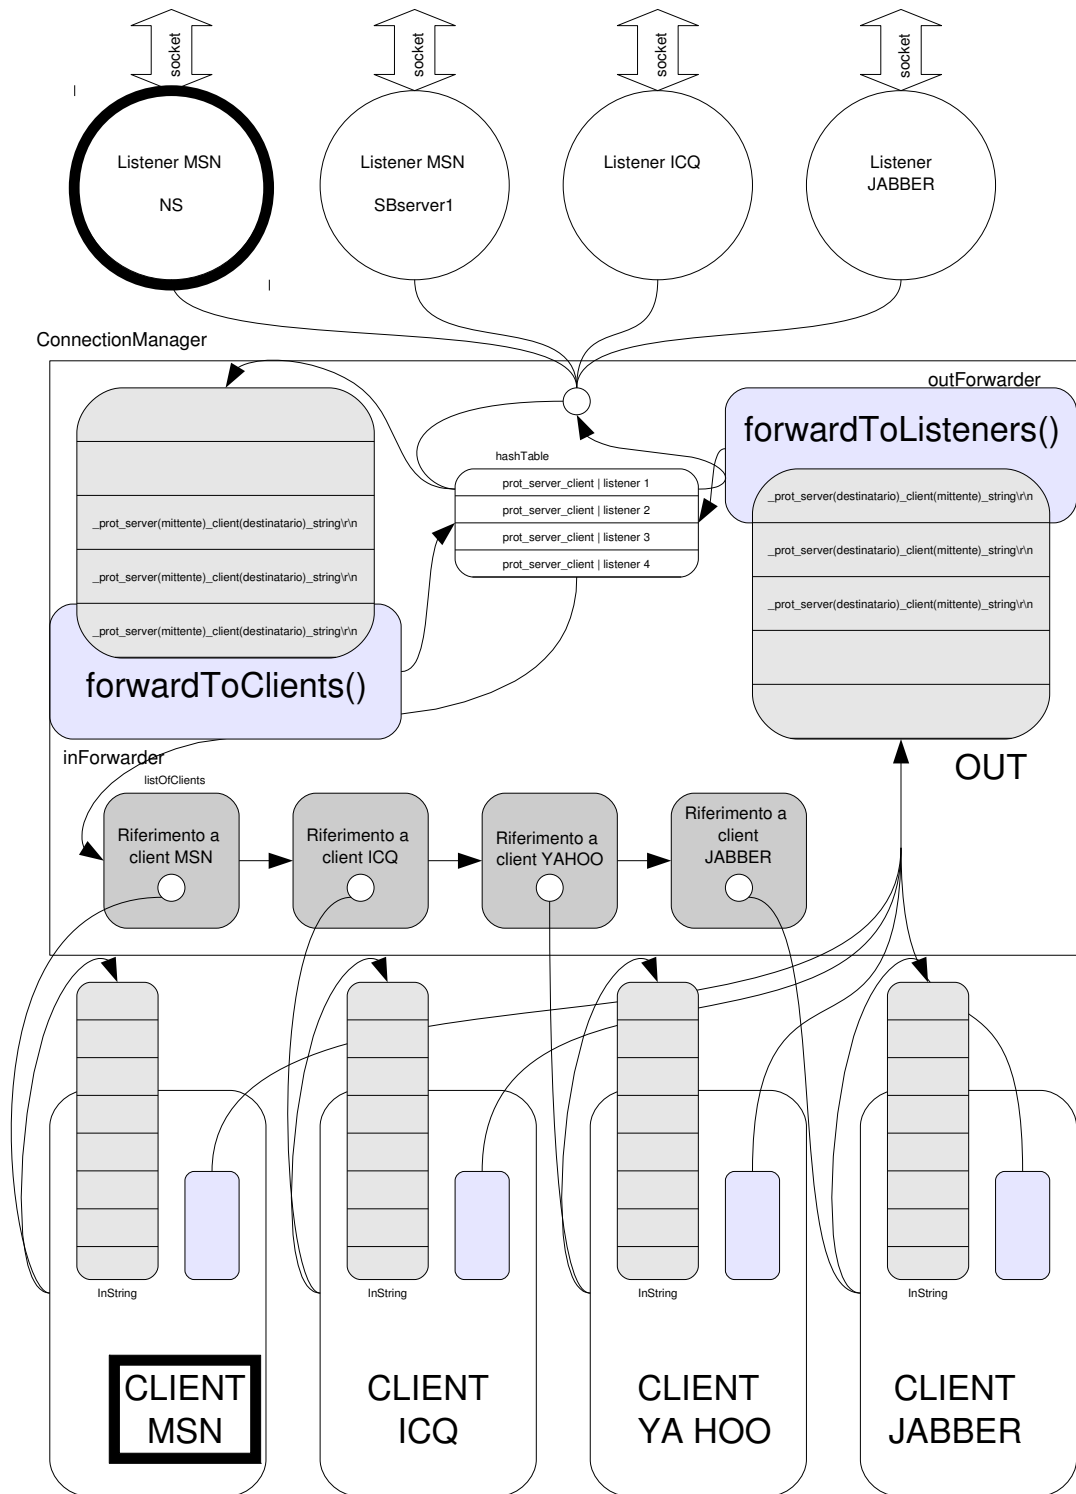 socket
socket
socket
socket
Listener MSN
NS
Listener MSN
SBserver1
Listener ICQ
Listener
JABBER
ConnectionManager
outForwarder
forwardToListeners()
hashTable
prot_server_client | listener 1
prot_server_client | listener 2
prot_server_client | listener 3
prot_server_client | listener 4
_prot_server(mittente)_client(destinatario)_string\r\n
_prot_server(mittente)_client(destinatario)_string\r\n
_prot_server(mittente)_client(destinatario)_string\r\n
_prot_server(destinatario)_client(mittente)_string\r\n
_prot_server(destinatario)_client(mittente)_string\r\n
_prot_server(destinatario)_client(mittente)_string\r\n
forwardToClients()
inForwarder
OUT
listOfClients
Riferimento a
client MSN
Riferimento a
client ICQ
Riferimento a
client YAHOO
Riferimento a
client
JABBER
InString
InString
InString
InString
CLIENT
MSN
CLIENT
ICQ
CLIENT
YA HOO
CLIENT
JABBER